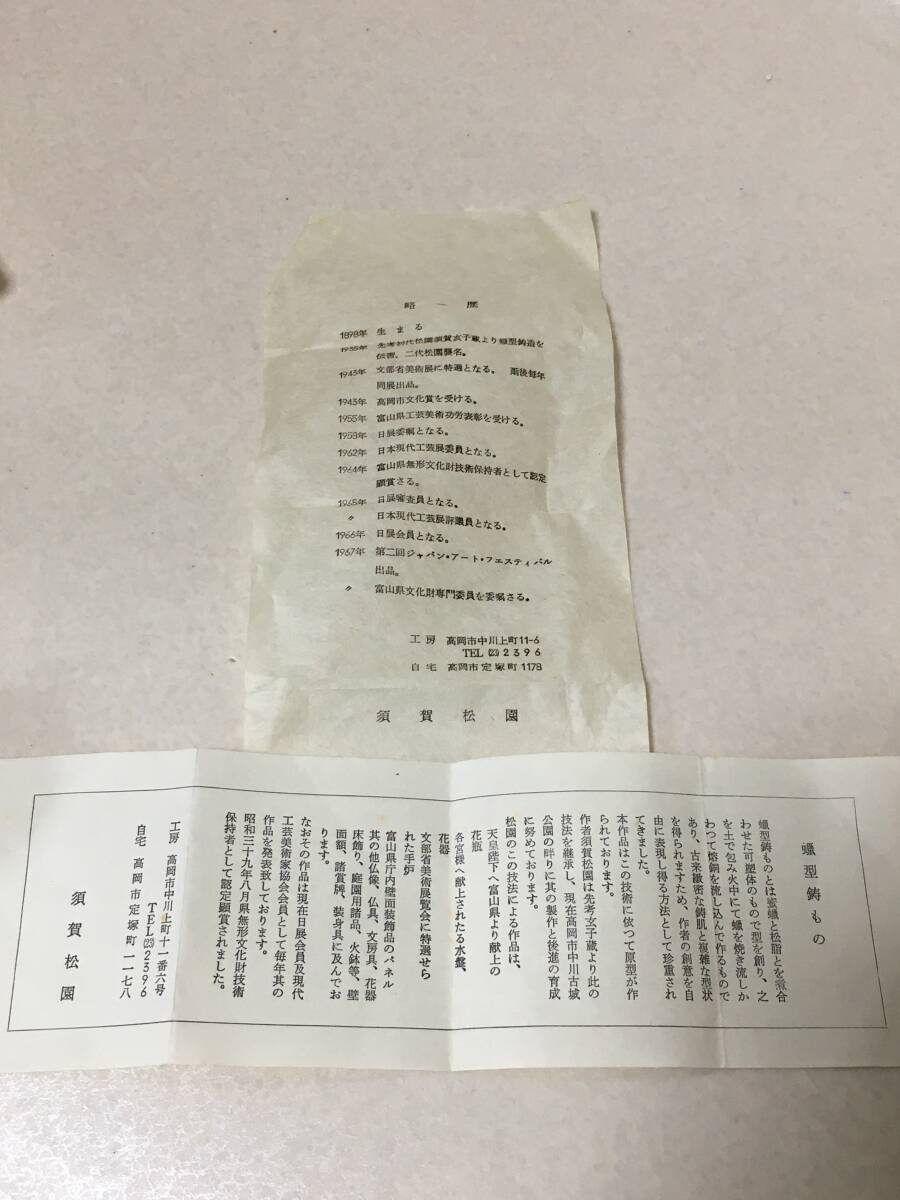 略歴
1898年 生まる
1935年 先考初代松園須賀亥子蔵より蠟型鋳造を
伝習、二代松園襲名。
1943年 文部省美術展に特選となる。 爾後毎年
同展出品。
1943年 高岡市文化賞を受ける。
1955年 富山県工芸美術功労表彰を受ける。
1958年 日展委嘱となる。
1962年 日本現代工芸展委員となる。
1964年 富山県無形文化財技術保持者として認定
顕賞さる。
1965年 日展審査員となる。
〃 日本現代工芸展評議員となる。
1966年 日展会員となる。
1967年 第二回ジャパン・アート・フェスティバル
出品。
〃 富山県文化財専門委員を委嘱さる。
工房 高岡市中川上町11-6
TEL (23) 2396
自宅 高岡市定塚町1178
須賀松園
蠟型鋳もの
蠟型鋳ものとは蜜蠟と松脂とを煮合
わせた可塑体のもので型を創り、之
を土で包み火中にて蠟を焼き流しか
わつて熔銅を流し込んで作るもので
あり、古来緻密な鋳肌と複雑な型状
を得られますため、作者の創意を自
由に表現し得る方法として珍重され
てきました。
本作品はこの技術に依つて原型が作
られております。
作者須賀松園は先考玄子蔵より此の
技法を継承し、現在高岡市中川古城
公園の畔りに其の製作と後進の育成
に努めております。
松園のこの技法による作品は、
天皇陛下へ富山県より献上の
花瓶
各宮様へ献上されたる水盤、
花器
文部省美術展覧会に特選せら
れた手炉
富山県庁内壁面装飾品のパネル
其の他仏像、仏具、文房具、花器
床飾り、庭園用諸品、火鉢等、壁
面額、諸賞牌、装身具に及んでお
ります。
なおその作品は現在日展会員及現代
工芸美術家協会会員として毎年其の
作品を発表致しております。
昭和三十九年八月県無形文化財技術
保持者として認定顕賞されました。
工房 高岡市中川上町十一番六号
TEL(23)2396
自宅 高岡市定塚町一一七八
須賀松園